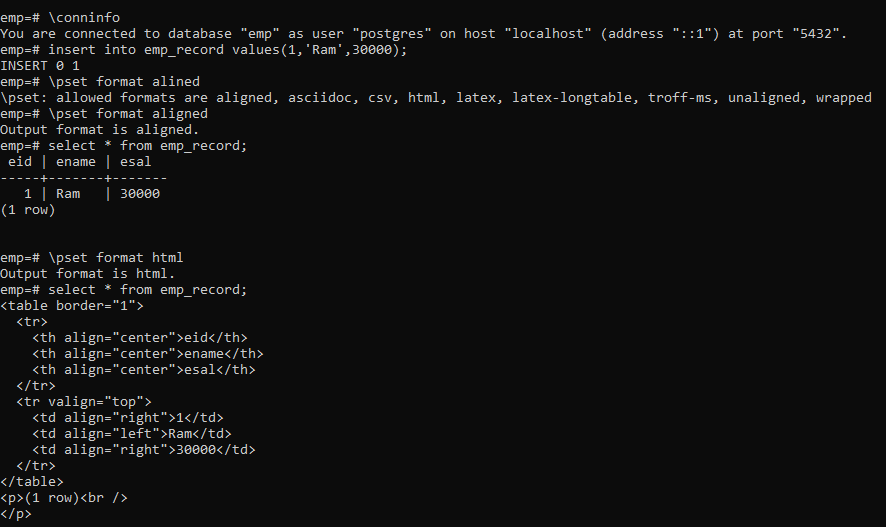 emp=# \conninfo
You are connected to database "emp" as user "postgres" on host "localhost" (address "::1") at port "5432".
emp=# insert into emp_record values(1,'Ram',30000);
INSERT 0 1
emp=# \pset format alined
\pset: allowed formats are aligned, asciidoc, csv, html, latex, latex-longtable, troff-ms, unaligned, wrapped
emp=# \pset format aligned
Output format is aligned.
emp=# select * from emp_record;
 eid | ename | esal
-----+-------+-------
   1 | Ram   | 30000
(1 row)


emp=# \pset format html
Output format is html.
emp=# select * from emp_record;
<table border="1">
  <tr>
    <th align="center">eid</th>
    <th align="center">ename</th>
    <th align="center">esal</th>
  </tr>
  <tr valign="top">
    <td align="right">1</td>
    <td align="left">Ram</td>
    <td align="right">30000</td>
  </tr>
</table>
<p>(1 row)<br />
</p>